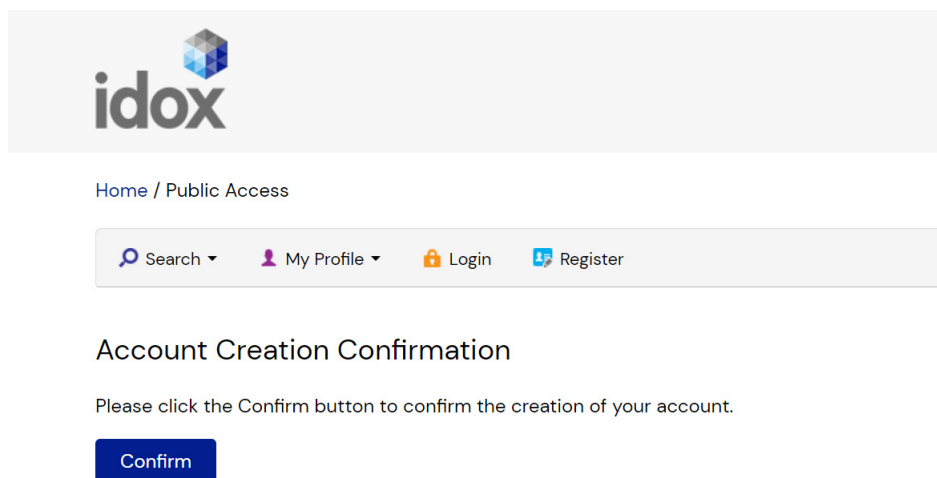 idox
Home / Public Access
Search My Profile Login Register
Account Creation Confirmation
Please click the Confirm button to confirm the creation of your account.
Confirm